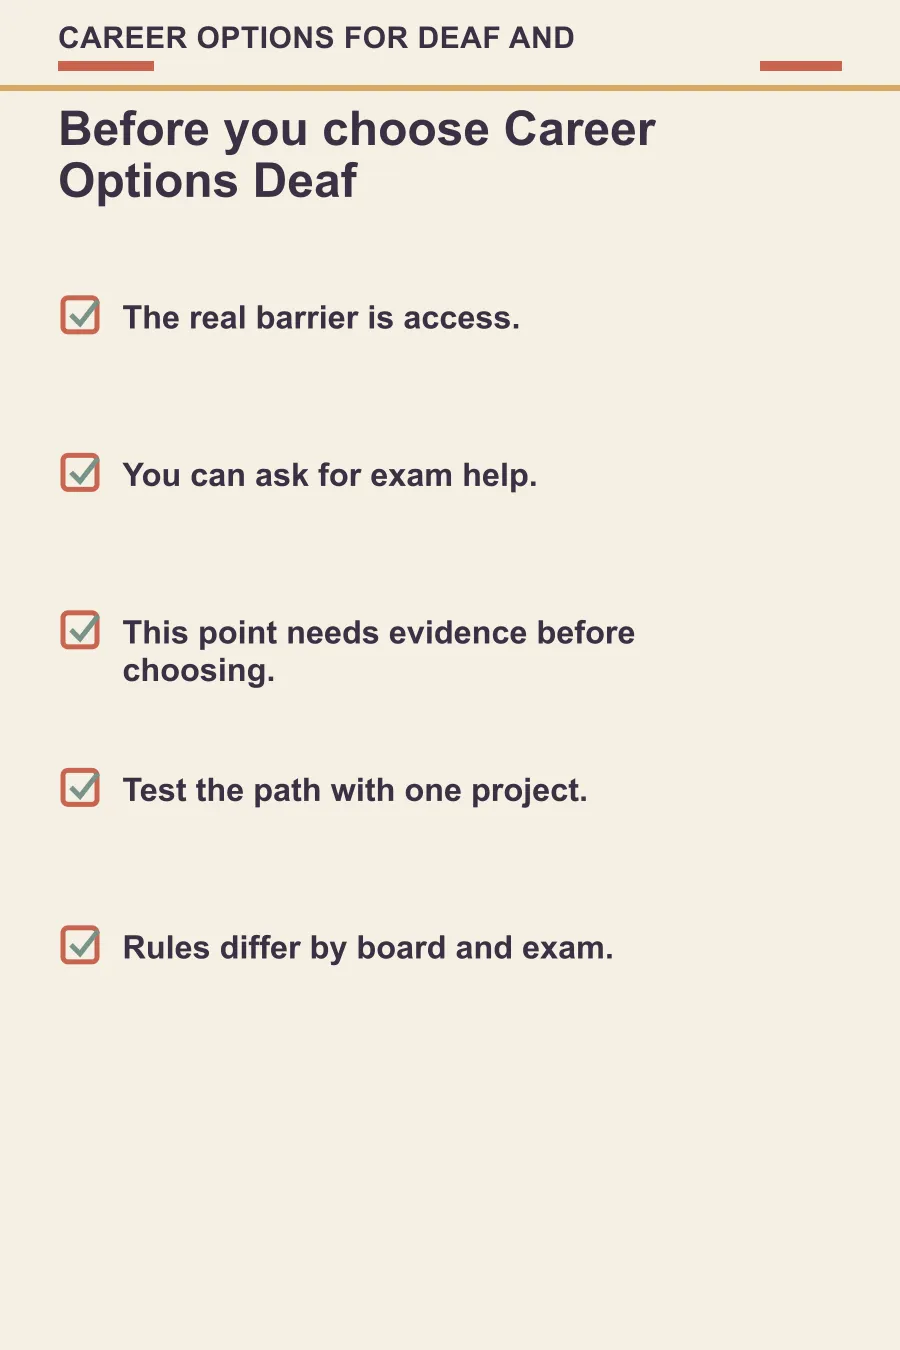 CAREER OPTIONS FOR DEAF AND
Before you choose Career
Options Deaf
The real barrier is access.
You can ask for exam help.
This point needs evidence before
choosing.
Test the path with one project.
Rules differ by board and exam.